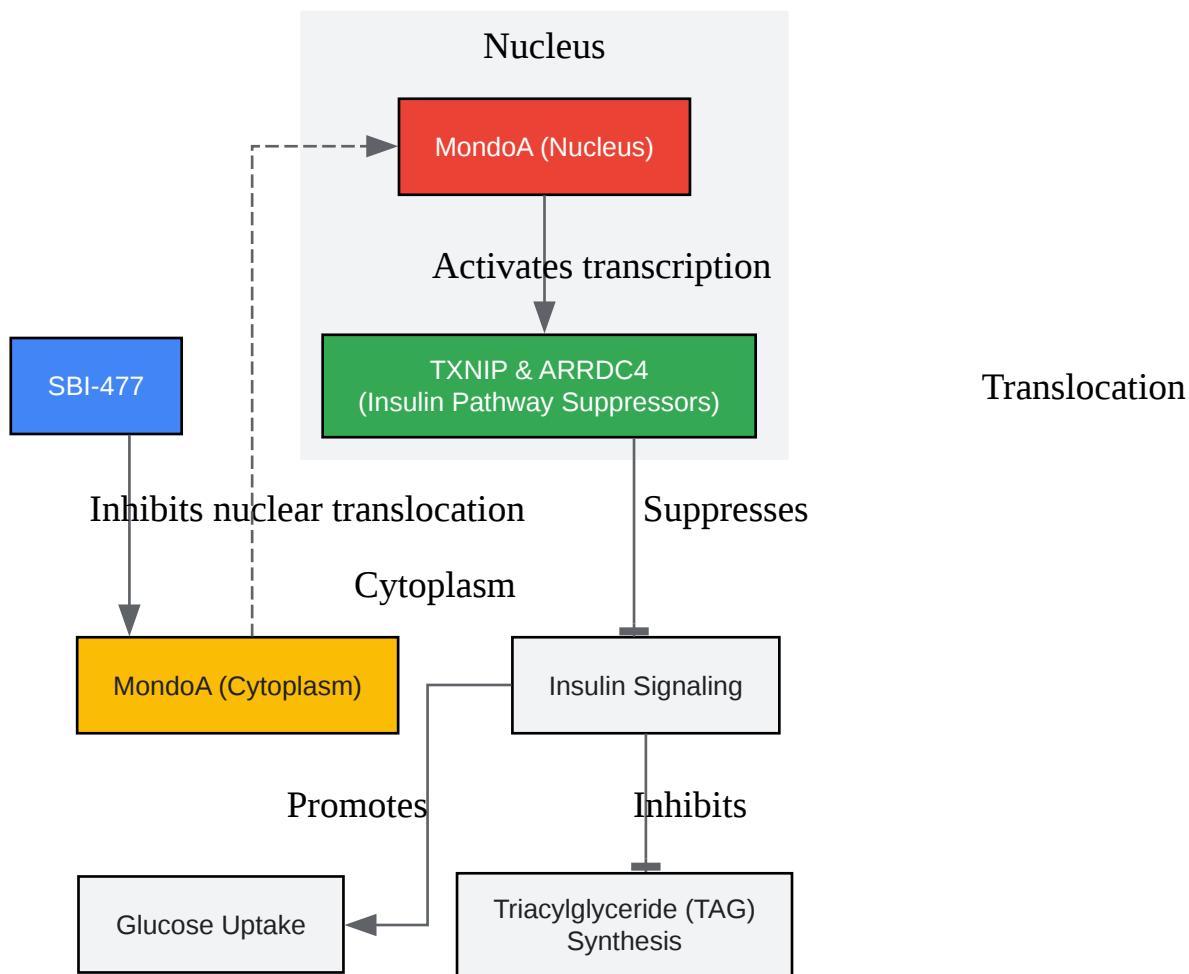 Nucleus
MondoA (Nucleus)
Activates transcription
SBI-477
TXNIP & ARRDC4
(Insulin Pathway Suppressors)
Translocation
Inhibits nuclear translocation
Suppresses
Cytoplasm
MondoA (Cytoplasm)
Insulin Signaling
Promotes
Inhibits
Glucose Uptake
Triacylglyceride (TAG)
Synthesis